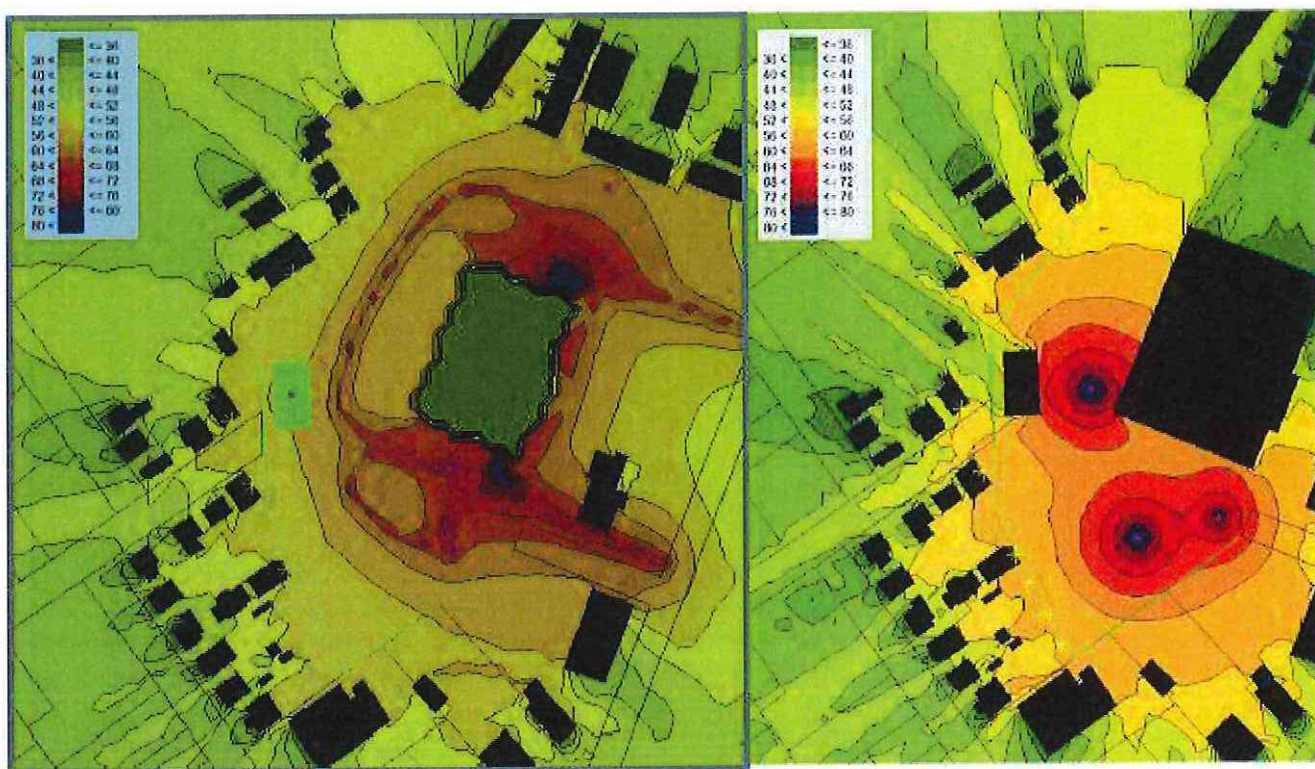 <= 36
36 < <= 40
40 < <= 44
44 < <= 48
48 < <= 52
52 < <= 56
56 < <= 60
60 < <= 64
64 < <= 68
68 < <= 72
72 < <= 76
76 < <= 80
80 <
<= 36
36 < <= 40
40 < <= 44
44 < <= 48
48 < <= 52
52 < <= 56
56 < <= 60
60 < <= 64
64 < <= 68
68 < <= 72
72 < <= 76
76 < <= 80
80 <